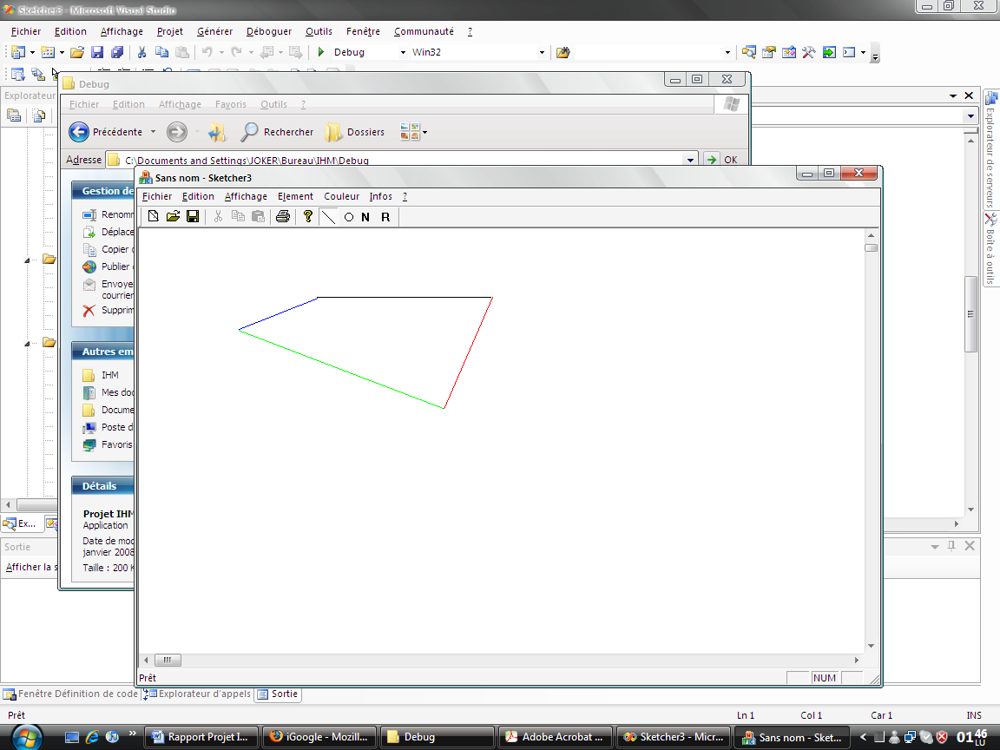 Sketcher3 - Microsoft Visual Studio
Fichier Edition Affichage Projet Générer Déboguer Outils Fenêtre Communauté ?
Debug Win32
Explorateur
Debug
Fichier Edition Affichage Favoris Outils ?
Précédente Rechercher Dossiers
Adresse C:\Documents and Settings\JOKER\Bureau\IHM\Debug OK
Gestion de
Renomm
Déplace
Copier
Publier
Envoye
courrier
Supprim
Autres em
IHM
Mes doc
Docume
Poste d
Favoris
Détails
Projet IHM
Application
Date de mod
janvier 2008
Taille : 200 K
Sans nom - Sketcher3
Fichier Edition Affichage Element Couleur Infos ?
N R
Prêt NUM
Explorateur de serveurs
Boîte à outils
Ex...
Sortie
Afficher la s
Fenêtre Définition de code Explorateur d'appels Sortie
Prêt Ln 1 Col 1 Car 1 INS
Rapport Projet I... iGoogle - Mozill... Debug Adobe Acrobat ... Sketcher3 - Micr... Sans nom - Sket... 01 46 LU